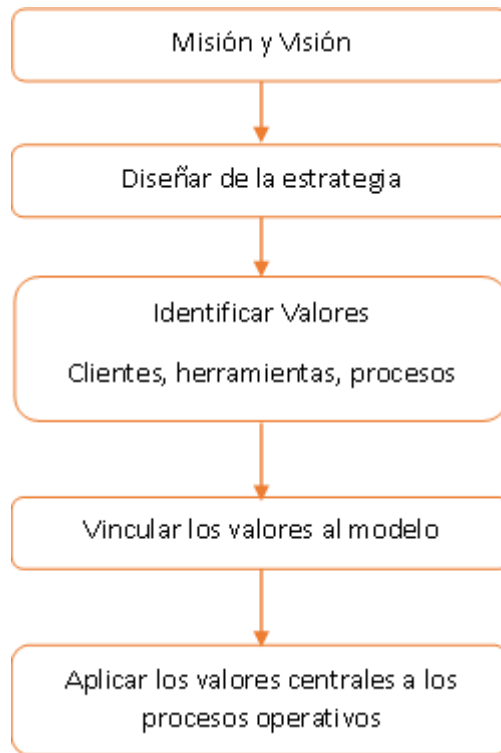 Misión y Visión
Diseñar de la estrategia
Identificar Valores
Clientes, herramientas, procesos
Vincular los valores al modelo
Aplicar los valores centrales a los
procesos operativos